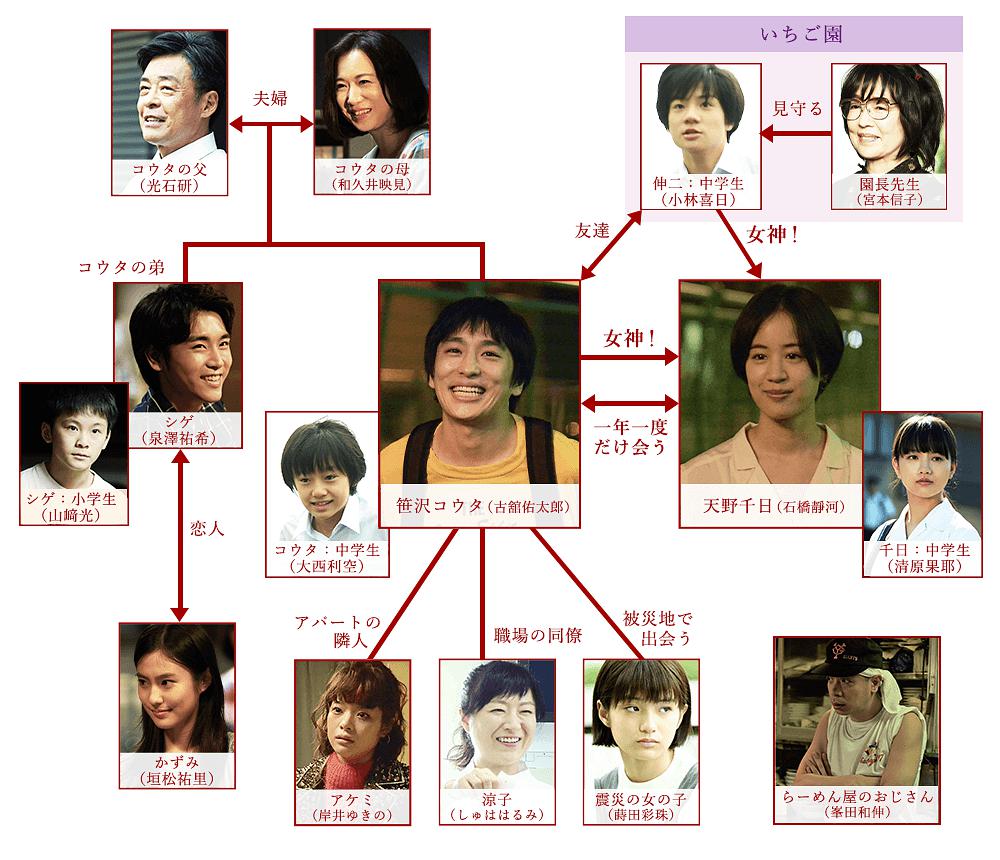 いちご園
夫婦
見守る
コウタの父
(光石研)
コウタの母
(和久井映見)
伸二：中学生
(小林喜日)
園長先生
(宮本信子)
友達
女神！
コウタの弟
女神！
一年一度
だけ会う
シゲ
(泉澤祐希)
シゲ：小学生
(山﨑光)
笹沢コウタ(古舘佑太郎)
天野千日(石橋靜河)
コウタ：中学生
(大西利空)
千日：中学生
(清原果耶)
恋人
アパートの
隣人
職場の同僚
被災地で
出会う
かずみ
(垣松祐里)
アケミ
(岸井ゆきの)
涼子
(しゅはまはるみ)
震災の女の子
(蒔田彩珠)
らーめん屋のおじさん
(峯田和伸)